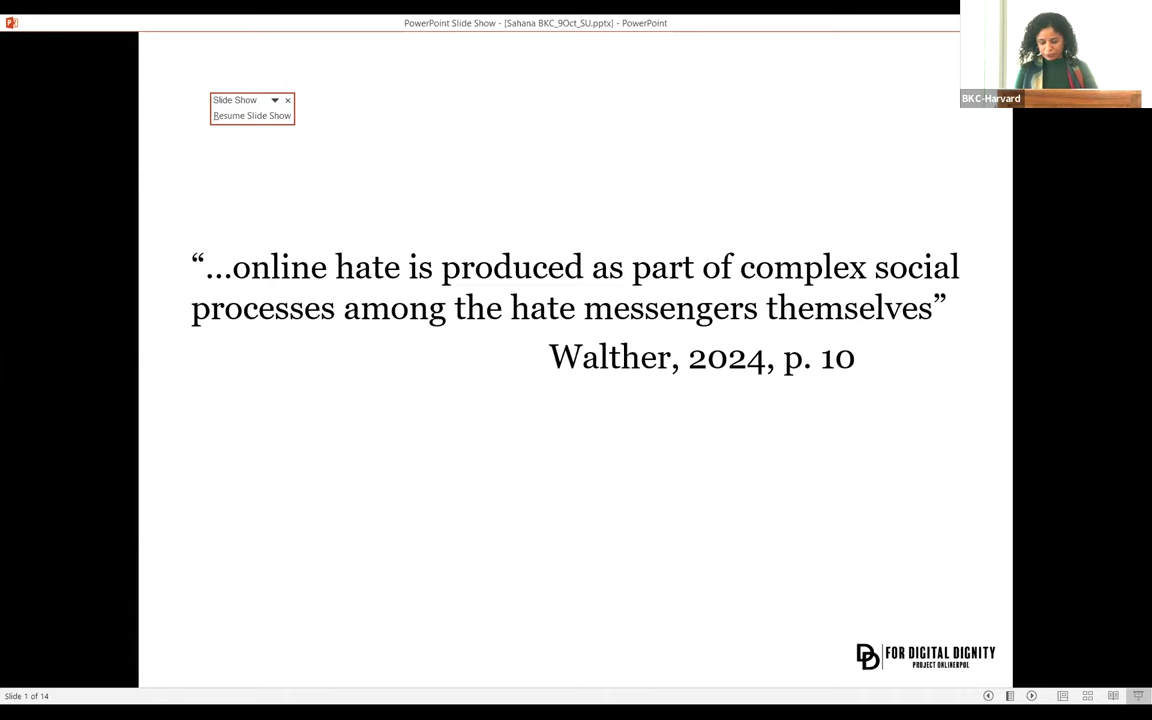 PowerPoint Slide Show - [Sahana BKC_9Oct_SU.pptx] - PowerPoint
BKC-Harvard
Slide Show
Resume Slide Show
“...online hate is produced as part of complex social
processes among the hate messengers themselves”
Walther, 2024, p. 10
DD FOR DIGITAL DIGNITY
PROJECT ONLINERPOL
Slide 1 of 14